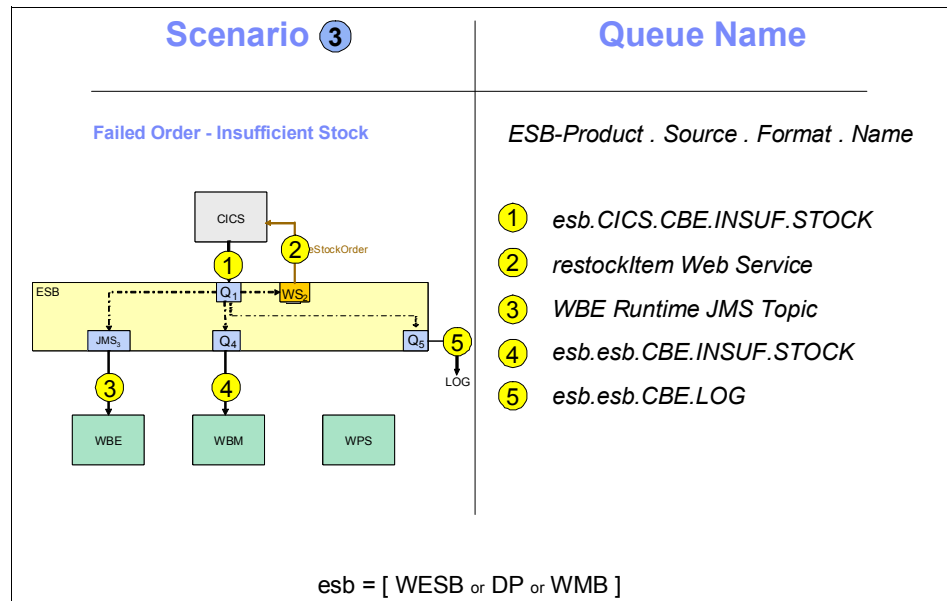 Scenario 3
Queue Name
Failed Order - Insufficient Stock
ESB-Product . Source . Format . Name
CICS
1
2
eStockOrder
ESB
Q1
WS2
JMS3
Q4
Q5
5
LOG
3
4
WBE
WBM
WPS
1 esb.CICS.CBE.INSUF.STOCK
2 restockItem Web Service
3 WBE Runtime JMS Topic
4 esb.esb.CBE.INSUF.STOCK
5 esb.esb.CBE.LOG
esb = [ WESB or DP or WMB ]